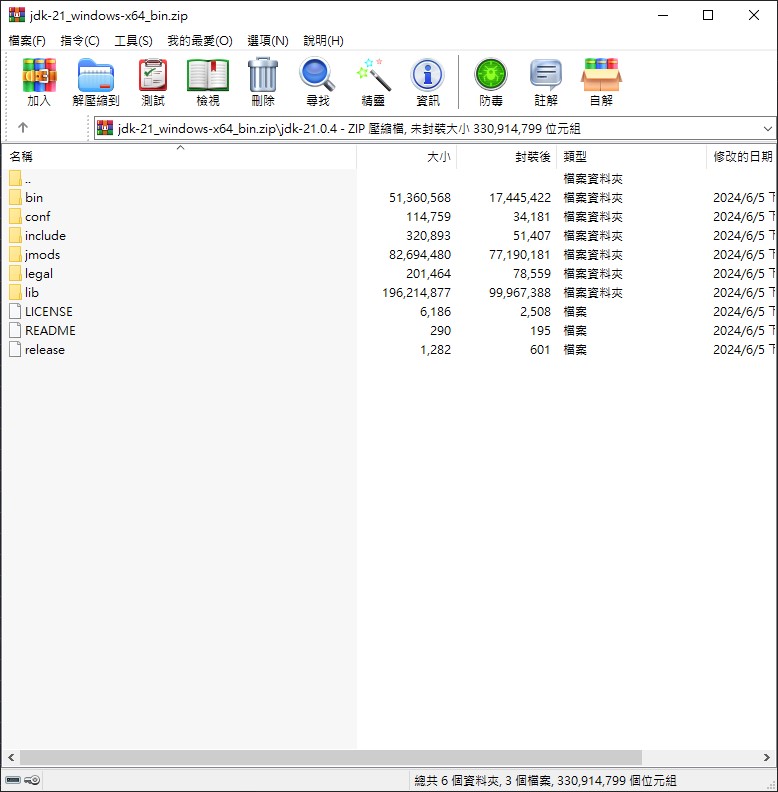 jdk-21_windows-x64_bin.zip
檔案(F) 指令(C) 工具(S) 我的最愛(O) 選項(N) 說明(H)
加入 解壓縮到 測試 檢視 刪除 尋找 精靈 資訊 防毒 註解 自解
jdk-21_windows-x64_bin.zip\jdk-21.0.4 - ZIP 壓縮檔, 未封裝大小 330,914,799 位元組
名稱 大小 封裝後 類型 修改的日期
.. 檔案資料夾
bin 51,360,568 17,445,422 檔案資料夾 2024/6/5 下
conf 114,759 34,181 檔案資料夾 2024/6/5 下
include 320,893 51,407 檔案資料夾 2024/6/5 下
jmods 82,694,480 77,190,181 檔案資料夾 2024/6/5 下
legal 201,464 78,559 檔案資料夾 2024/6/5 下
lib 196,214,877 99,967,388 檔案資料夾 2024/6/5 下
LICENSE 6,186 2,508 檔案 2024/6/5 下
README 290 195 檔案 2024/6/5 下
release 1,282 601 檔案 2024/6/5 下
總共 6 個資料夾, 3 個檔案, 330,914,799 個位元組